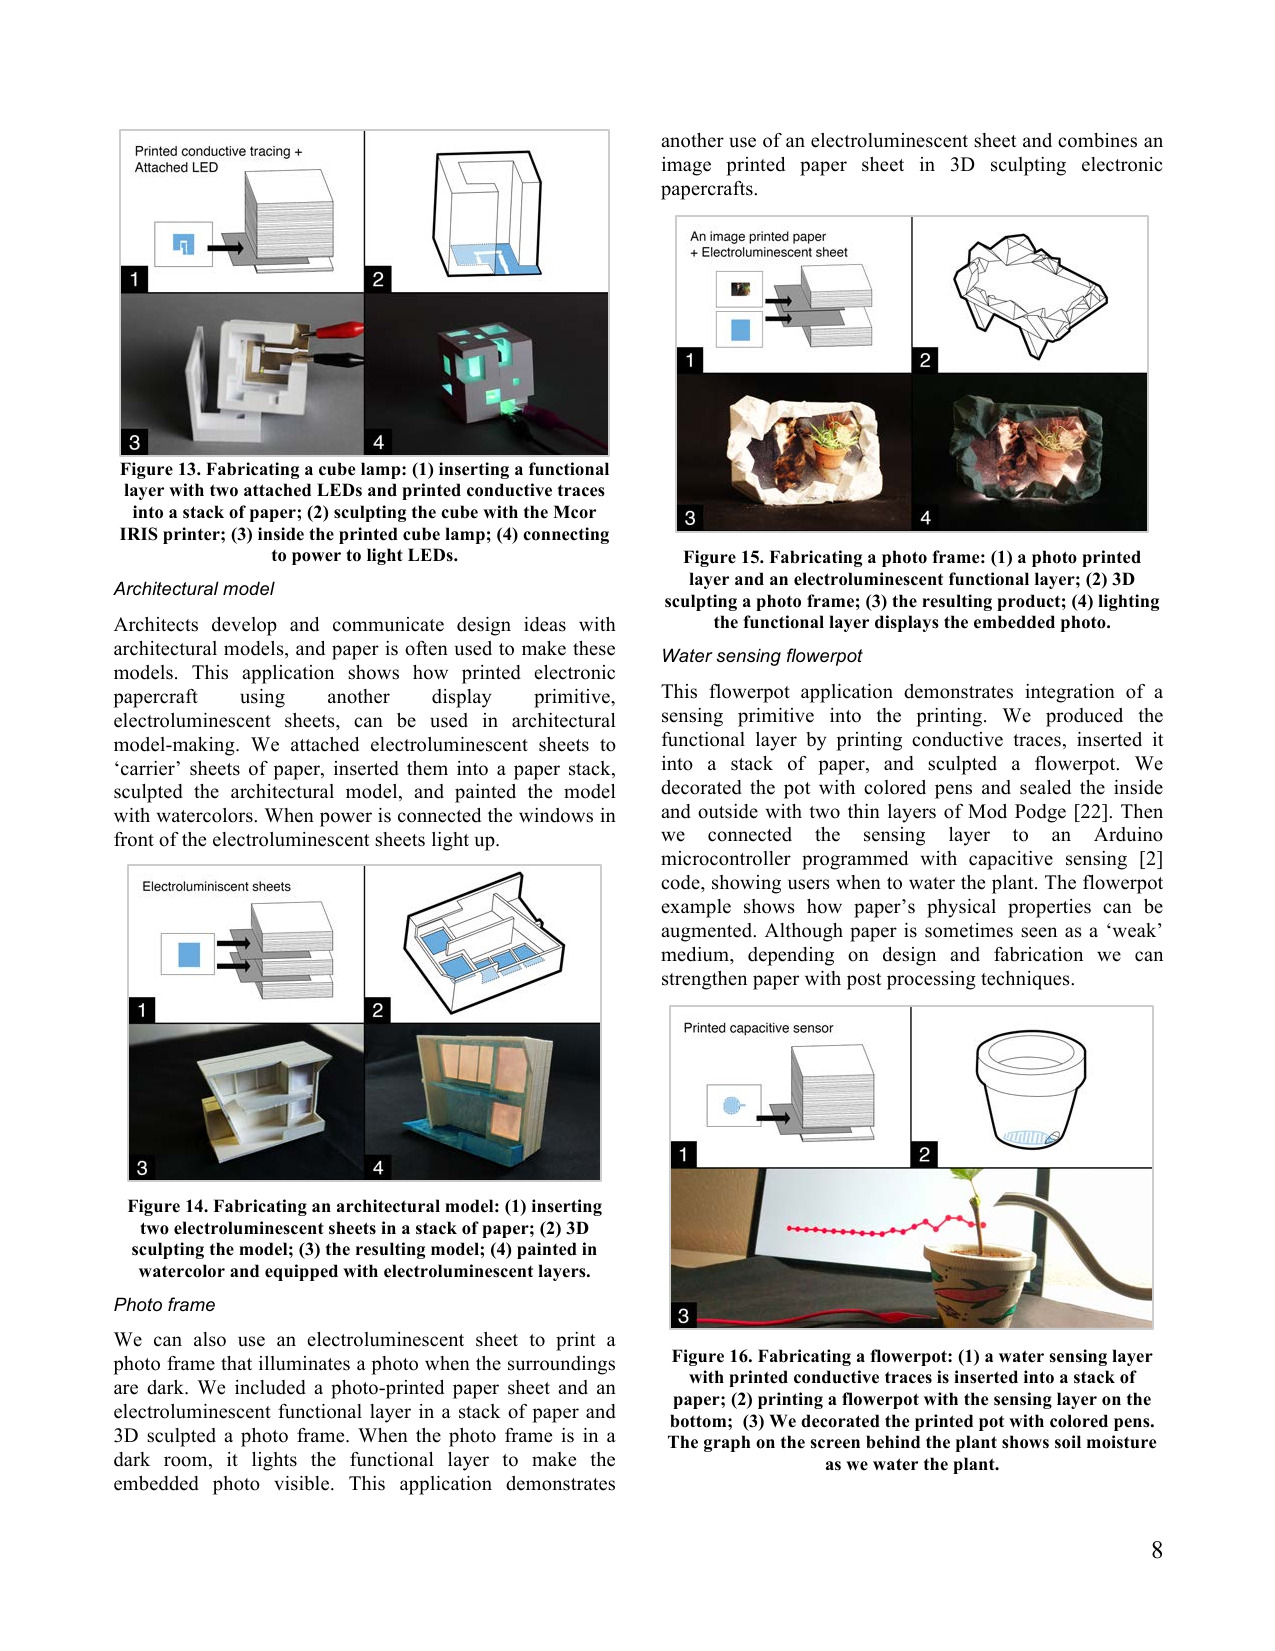 Printed conductive tracing +
Attached LED
1
2
3
4
Figure 13. Fabricating a cube lamp: (1) inserting a functional
layer with two attached LEDs and printed conductive traces
into a stack of paper; (2) sculpting the cube with the Mcor
IRIS printer; (3) inside the printed cube lamp; (4) connecting
to power to light LEDs.
Architectural model
Architects develop and communicate design ideas with
architectural models, and paper is often used to make these
models. This application shows how printed electronic
papercraft using another display primitive,
electroluminescent sheets, can be used in architectural
model-making. We attached electroluminescent sheets to
‘carrier’ sheets of paper, inserted them into a paper stack,
sculpted the architectural model, and painted the model
with watercolors. When power is connected the windows in
front of the electroluminescent sheets light up.
Electroluminiscent sheets
1
2
3
4
Figure 14. Fabricating an architectural model: (1) inserting
two electroluminescent sheets in a stack of paper; (2) 3D
sculpting the model; (3) the resulting model; (4) painted in
watercolor and equipped with electroluminescent layers.
Photo frame
We can also use an electroluminescent sheet to print a
photo frame that illuminates a photo when the surroundings
are dark. We included a photo-printed paper sheet and an
electroluminescent functional layer in a stack of paper and
3D sculpted a photo frame. When the photo frame is in a
dark room, it lights the functional layer to make the
embedded photo visible. This application demonstrates
another use of an electroluminescent sheet and combines an
image printed paper sheet in 3D sculpting electronic
papercrafts.
An image printed paper
+ Electroluminescent sheet
1
2
3
4
Figure 15. Fabricating a photo frame: (1) a photo printed
layer and an electroluminescent functional layer; (2) 3D
sculpting a photo frame; (3) the resulting product; (4) lighting
the functional layer displays the embedded photo.
Water sensing flowerpot
This flowerpot application demonstrates integration of a
sensing primitive into the printing. We produced the
functional layer by printing conductive traces, inserted it
into a stack of paper, and sculpted a flowerpot. We
decorated the pot with colored pens and sealed the inside
and outside with two thin layers of Mod Podge [22]. Then
we connected the sensing layer to an Arduino
microcontroller programmed with capacitive sensing [2]
code, showing users when to water the plant. The flowerpot
example shows how paper’s physical properties can be
augmented. Although paper is sometimes seen as a ‘weak’
medium, depending on design and fabrication we can
strengthen paper with post processing techniques.
Printed capacitive sensor
1
2
3
Figure 16. Fabricating a flowerpot: (1) a water sensing layer
with printed conductive traces is inserted into a stack of
paper; (2) printing a flowerpot with the sensing layer on the
bottom; (3) We decorated the printed pot with colored pens.
The graph on the screen behind the plant shows soil moisture
as we water the plant.
8